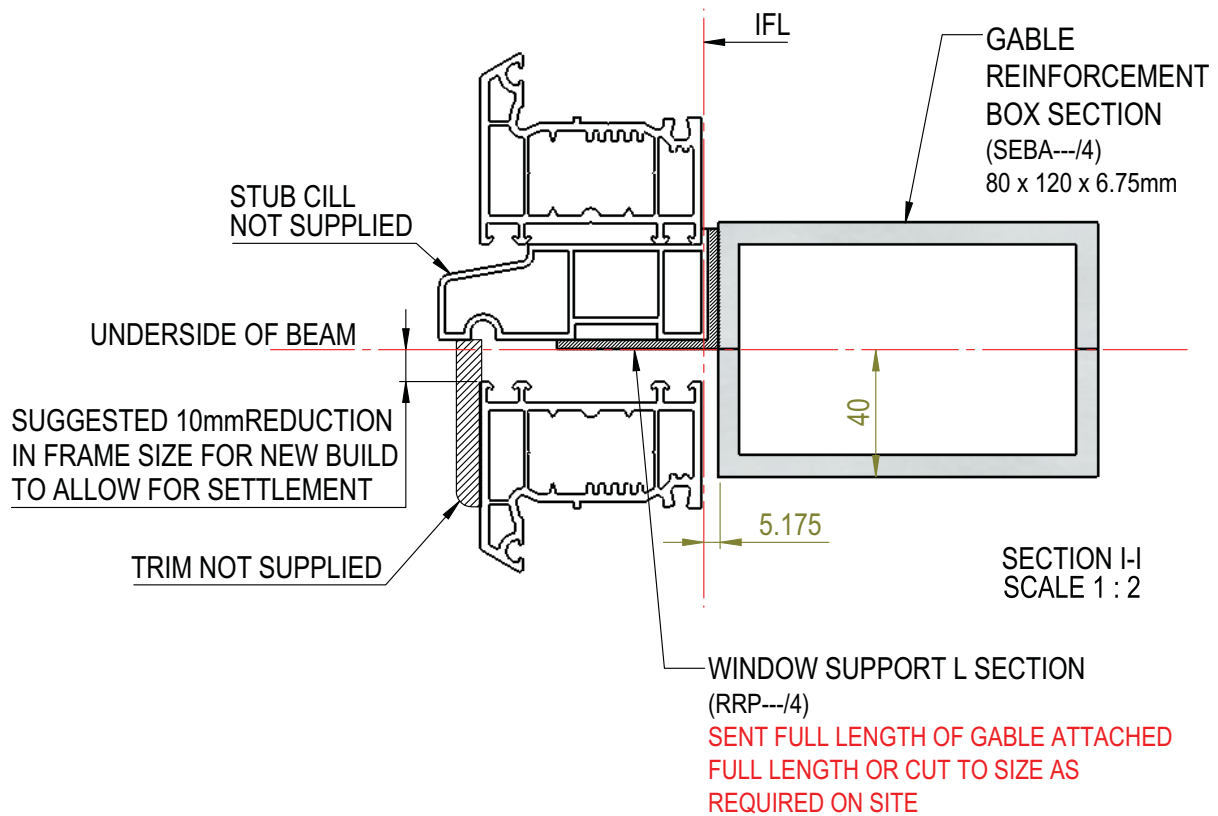 IFL
GABLE
REINFORCEMENT
BOX SECTION
(SEBA---/4)
80 x 120 x 6.75mm
STUB CILL
NOT SUPPLIED
UNDERSIDE OF BEAM
SUGGESTED 10mmREDUCTION
IN FRAME SIZE FOR NEW BUILD
TO ALLOW FOR SETTLEMENT
40
5.175
TRIM NOT SUPPLIED
SECTION I-I
SCALE 1 : 2
WINDOW SUPPORT L SECTION
(RRP---/4)
SENT FULL LENGTH OF GABLE ATTACHED
FULL LENGTH OR CUT TO SIZE AS
REQUIRED ON SITE